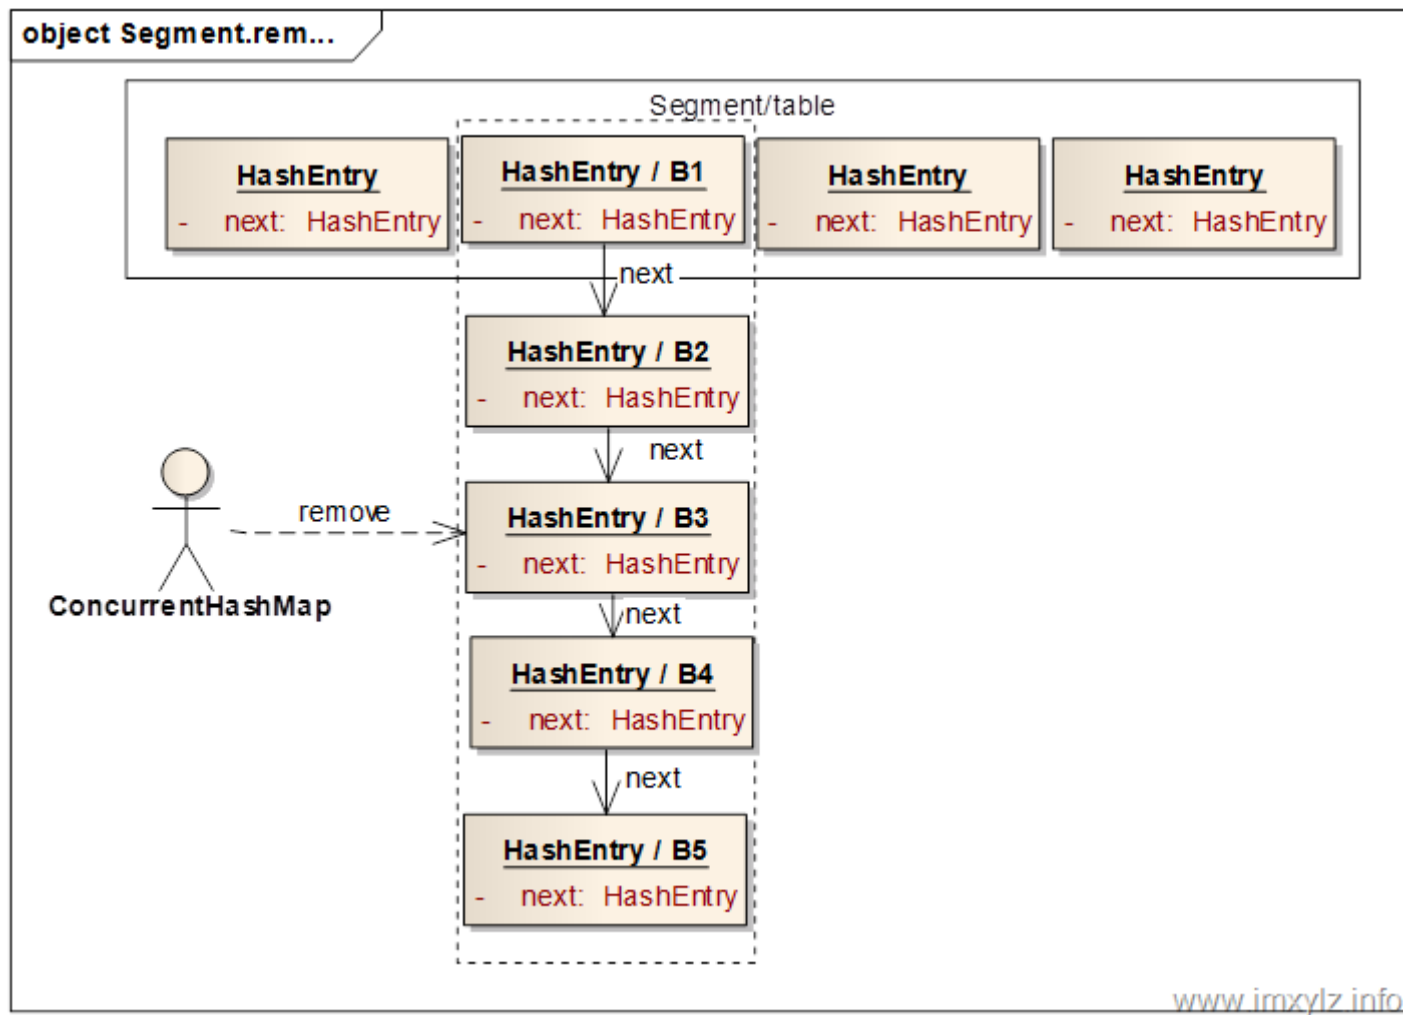 object Segment.rem...
Segment/table
HashEntry
- next: HashEntry
HashEntry / B1
- next: HashEntry
HashEntry
- next: HashEntry
HashEntry
- next: HashEntry
next
HashEntry / B2
- next: HashEntry
next
HashEntry / B3
- next: HashEntry
remove
ConcurrentHashMap
next
HashEntry / B4
- next: HashEntry
next
HashEntry / B5
- next: HashEntry
www.imxylz.info